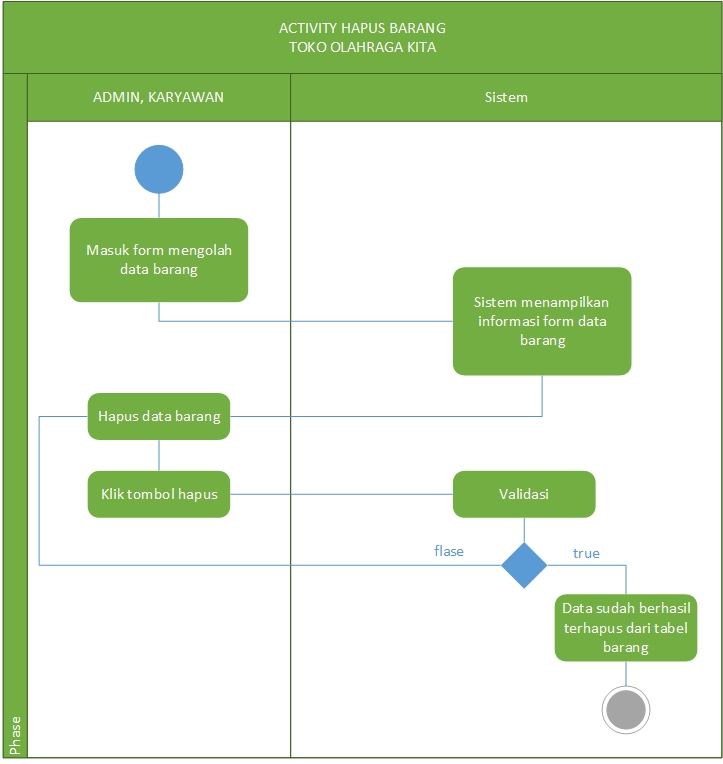 ACTIVITY HAPUS BARANG
TOKO OLAHRAGA KITA
ADMIN, KARYAWAN
Sistem
Masuk form mengolah
data barang
Sistem menampilkan
informasi form data
barang
Hapus data barang
Klik tombol hapus
Validasi
flase
true
Data sudah berhasil
terhapus dari tabel
barang
Phase